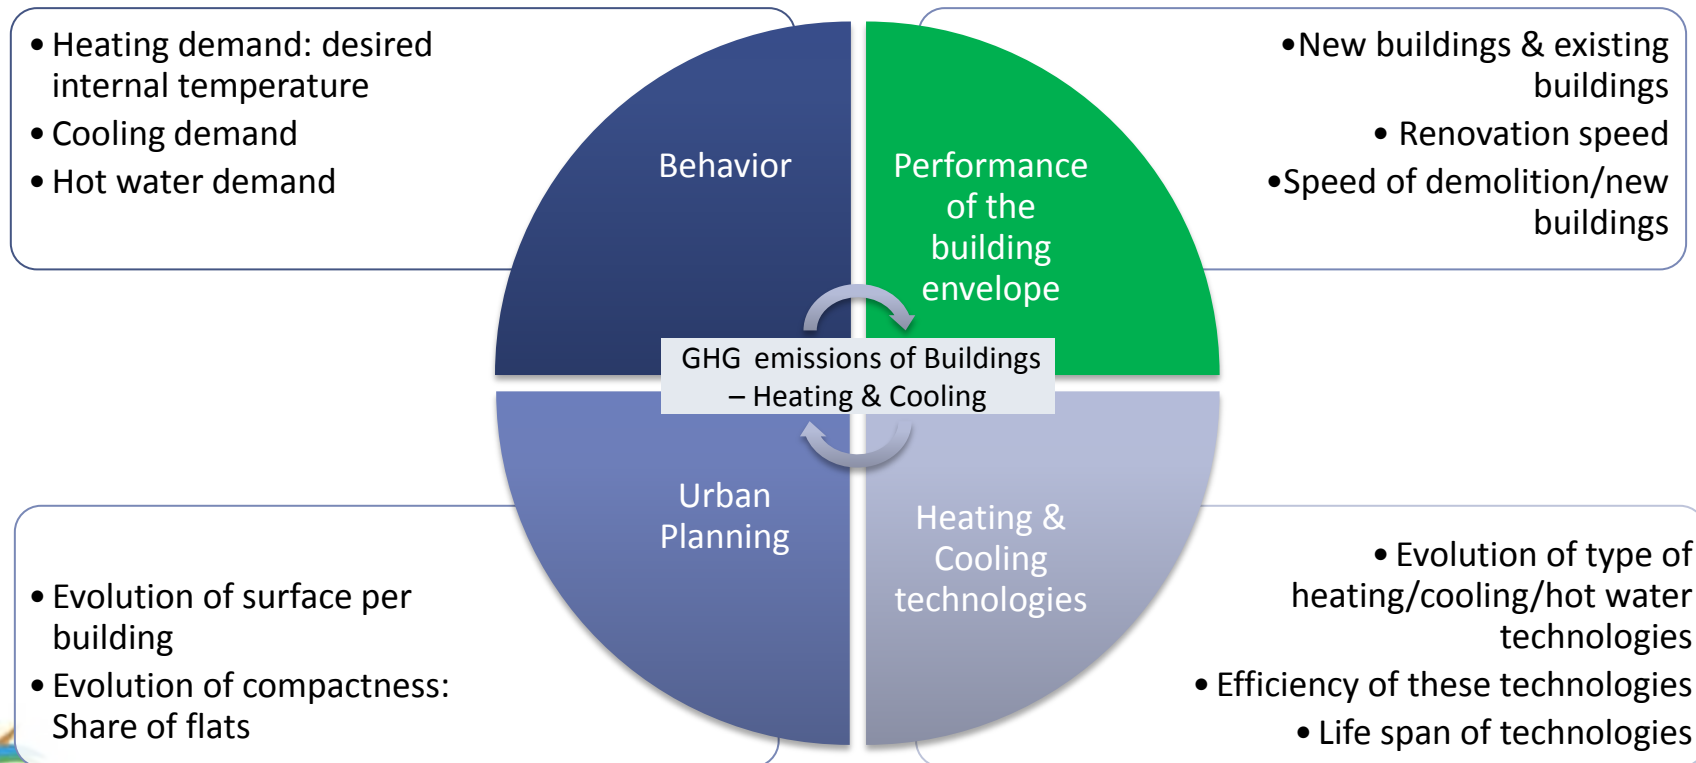 • Heating demand: desired
internal temperature
• Cooling demand
• Hot water demand
Behavior
Performance
of the
building
envelope
•New buildings & existing
buildings
• Renovation speed
•Speed of demolition/new
buildings
GHG emissions of Buildings
– Heating & Cooling
• Evolution of surface per
building
• Evolution of compactness:
Share of flats
Urban
Planning
Heating &
Cooling
technologies
• Evolution of type of
heating/cooling/hot water
technologies
• Efficiency of these technologies
• Life span of technologies